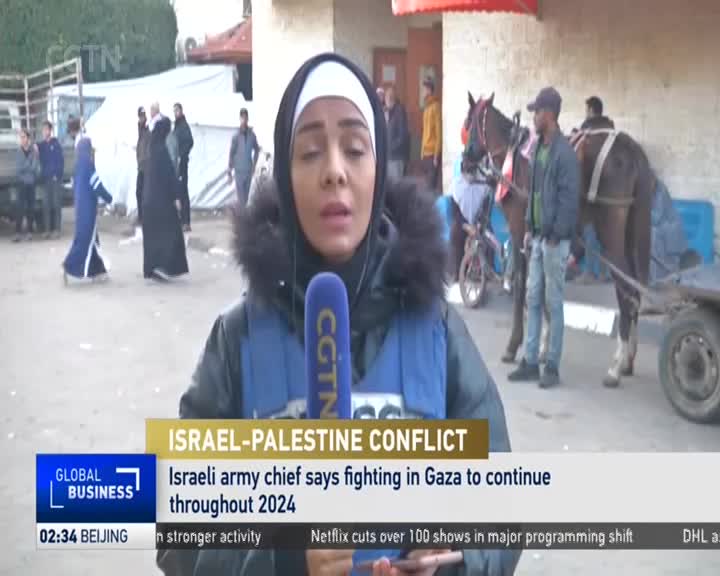 CGTN
CGTN
ISRAEL-PALESTINE CONFLICT
Israeli army chief says fighting in Gaza to continue
throughout 2024
GLOBAL
BUSINESS
02:34 BEIJING
n stronger activity Netflix cuts over 100 shows in major programming shift DHL a